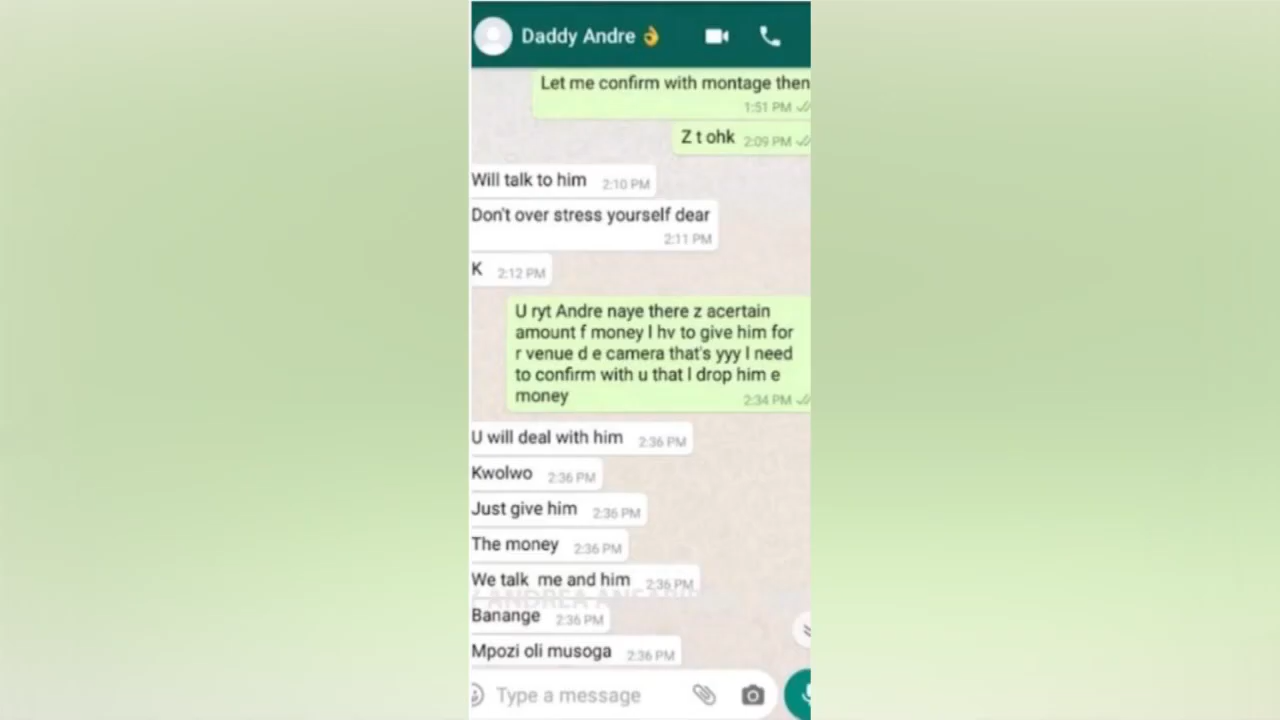 Daddy Andre 👌
Let me confirm with montage then
1:51 PM
Z t ohk 2:09 PM
Will talk to him 2:10 PM
Don't over stress yourself dear
2:11 PM
K 2:12 PM
U ryt Andre naye there z acertain
amount f money I hv to give him for
r venue d e camera that's yyy I need
to confirm with u that I drop him e
money 2:34 PM
U will deal with him 2:36 PM
Kwolwo 2:36 PM
Just give him 2:36 PM
The money 2:36 PM
We talk me and him 2:36 PM
Banange 2:36 PM
Mpozi oli musoga 2:36 PM
Type a message